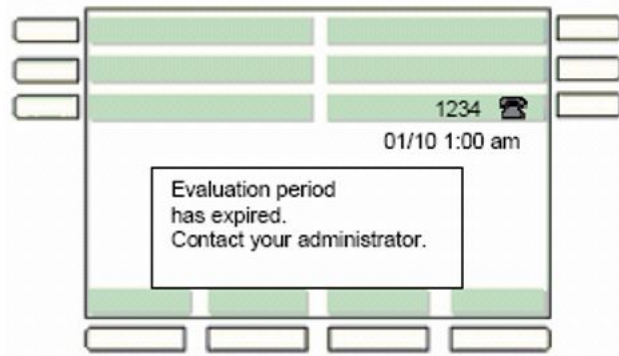 1234
01/10 1:00 am
Evaluation period
has expired.
Contact your administrator.